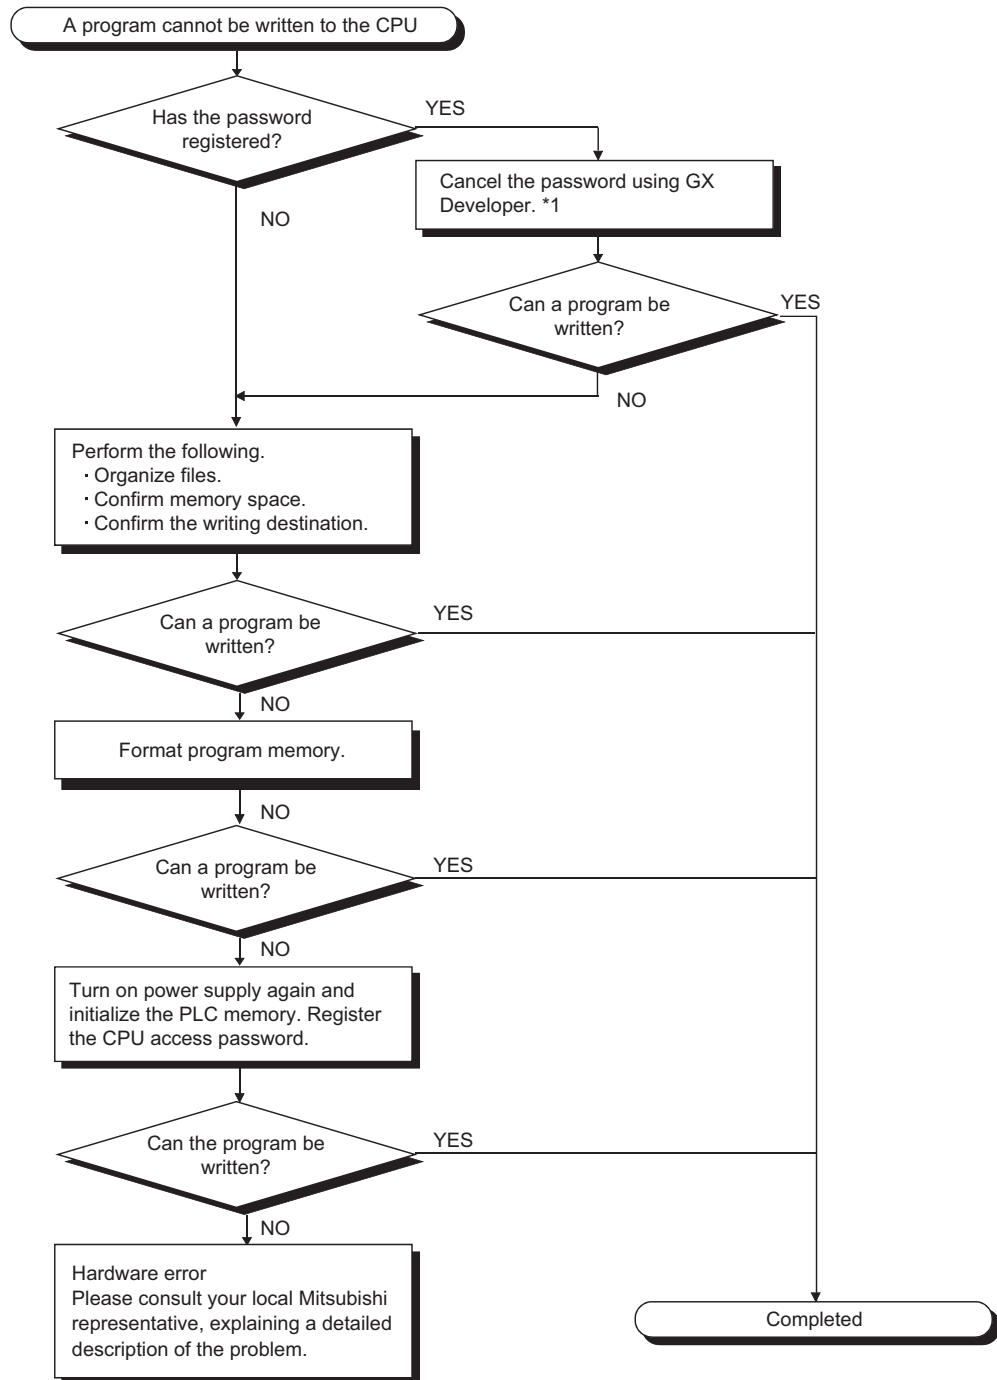 A program cannot be written to the CPU
Has the password
registered?
YES
NO
Cancel the password using GX
Developer. *1
Can a program be
written?
YES
NO
Perform the following.
· Organize files.
· Confirm memory space.
· Confirm the writing destination.
Can a program be
written?
YES
NO
Format program memory.
NO
Can a program be
written?
YES
NO
Turn on power supply again and
initialize the PLC memory. Register
the CPU access password.
Can the program be
written?
YES
NO
Hardware error
Please consult your local Mitsubishi
representative, explaining a detailed
description of the problem.
Completed